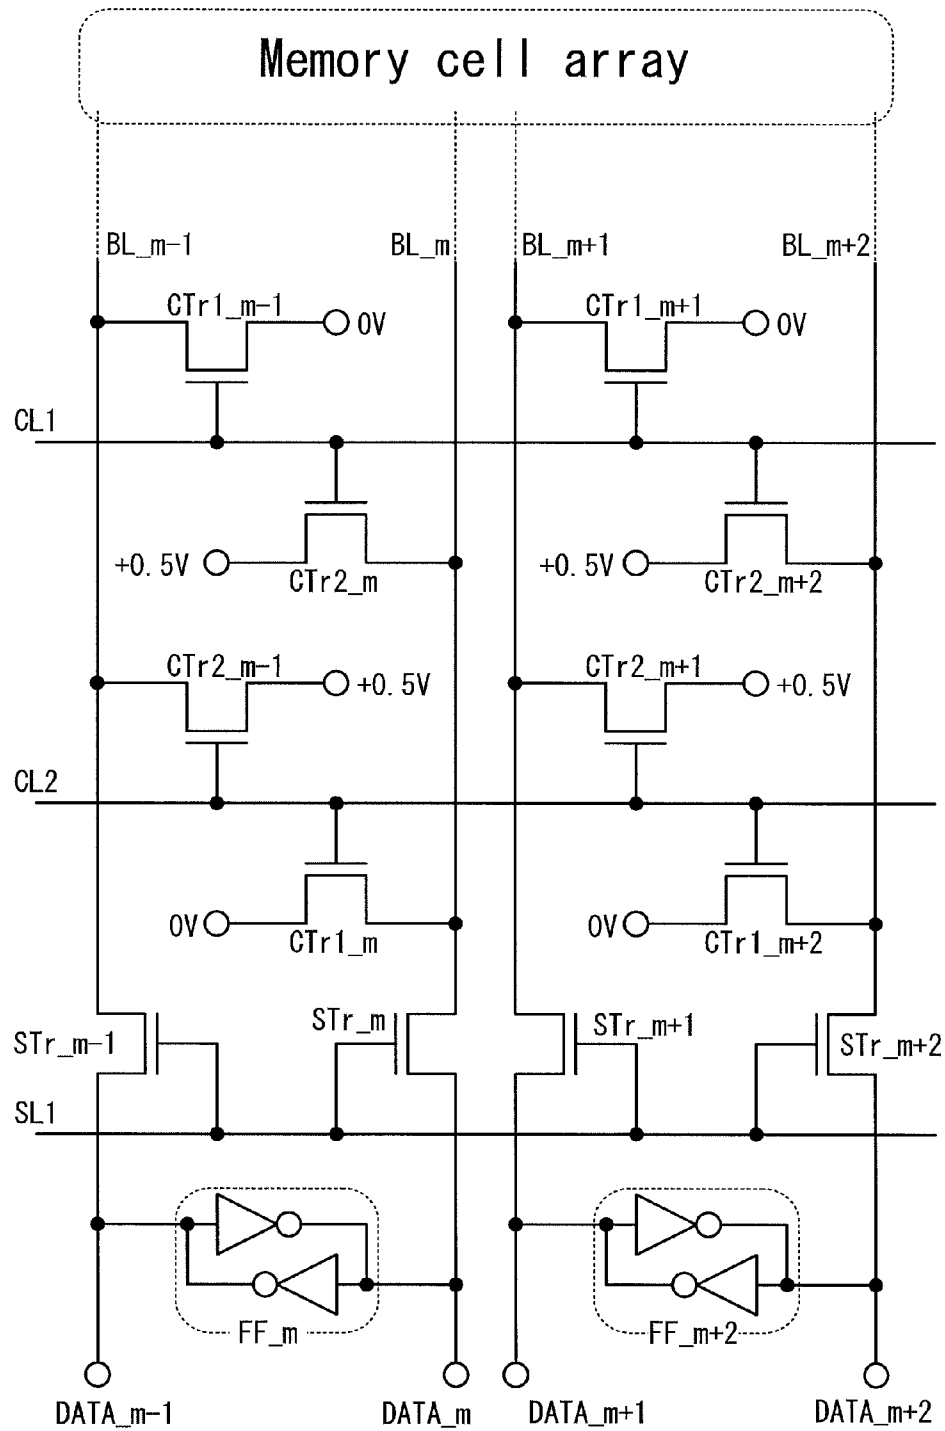 Memory cell array
BL_m-1 BL_m BL_m+1 BL_m+2
CTr1_m-1 0V CTr1_m+1 0V
CL1
+0.5V CTr2_m +0.5V CTr2_m+2
CTr2_m-1 +0.5V CTr2_m+1 +0.5V
CL2
0V CTr1_m 0V CTr1_m+2
STr_m-1 STr_m STr_m+1 STr_m+2
SL1
FF_m FF_m+2
DATA_m-1 DATA_m DATA_m+1 DATA_m+2